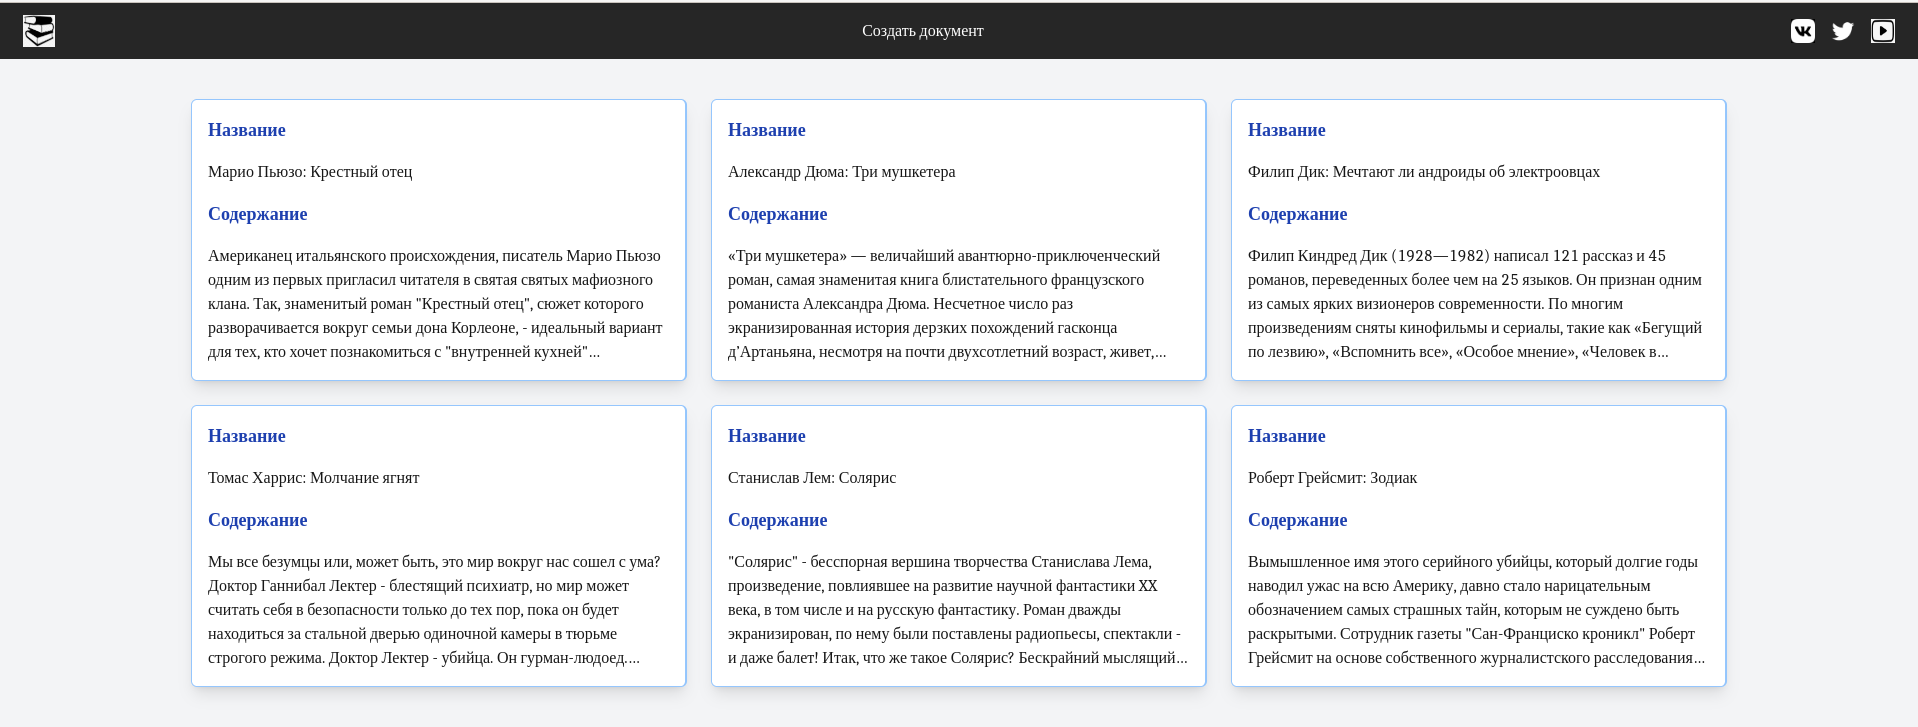 Создать документ
Название
Марио Пьюзо: Крестный отец
Содержание
Американец итальянского происхождения, писатель Марио Пьюзо
одним из первых пригласил читателя в святая святых мафиозного
клана. Так, знаменитый роман "Крестный отец", сюжет которого
разворачивается вокруг семьи дона Корлеоне, - идеальный вариант
для тех, кто хочет познакомиться с "внутренней кухней"...
Название
Александр Дюма: Три мушкетера
Содержание
«Три мушкетера» — величайший авантюрно-приключенческий
роман, самая знаменитая книга блистательного французского
романиста Александра Дюма. Несчетное число раз
экранизированная история дерзких похождений гасконца
д'Артаньяна, несмотря на почти двухсотлетний возраст, живет,...
Название
Филип Дик: Мечтают ли андроиды об электроовцах
Содержание
Филип Киндред Дик (1928—1982) написал 121 рассказ и 45
романов, переведенных более чем на 25 языков. Он признан одним
из самых ярких визионеров современности. По многим
произведениям сняты кинофильмы и сериалы, такие как «Бегущий
по лезвию», «Вспомнить все», «Особое мнение», «Человек в...
Название
Томас Харрис: Молчание ягнят
Содержание
Мы все безумцы или, может быть, это мир вокруг нас сошел с ума?
Доктор Ганнибал Лектер - блестящий психиатр, но мир может
считать себя в безопасности только до тех пор, пока он будет
находиться за стальной дверью одиночной камеры в тюрьме
строгого режима. Доктор Лектер - убийца. Он гурман-людоед....
Название
Станислав Лем: Солярис
Содержание
"Солярис" - бесспорная вершина творчества Станислава Лема,
произведение, повлиявшее на развитие научной фантастики XX
века, в том числе и на русскую фантастику. Роман дважды
экранизирован, по нему были поставлены радиопьесы, спектакли -
и даже балет! Итак, что же такое Солярис? Бескрайний мыслящий...
Название
Роберт Грейсмит: Зодиак
Содержание
Вымышленное имя этого серийного убийцы, который долгие годы
наводил ужас на всю Америку, давно стало нарицательным
обозначением самых страшных тайн, которым не суждено быть
раскрытыми. Сотрудник газеты "Сан-Франциско кроникл" Роберт
Грейсмит на основе собственного журналистского расследования...